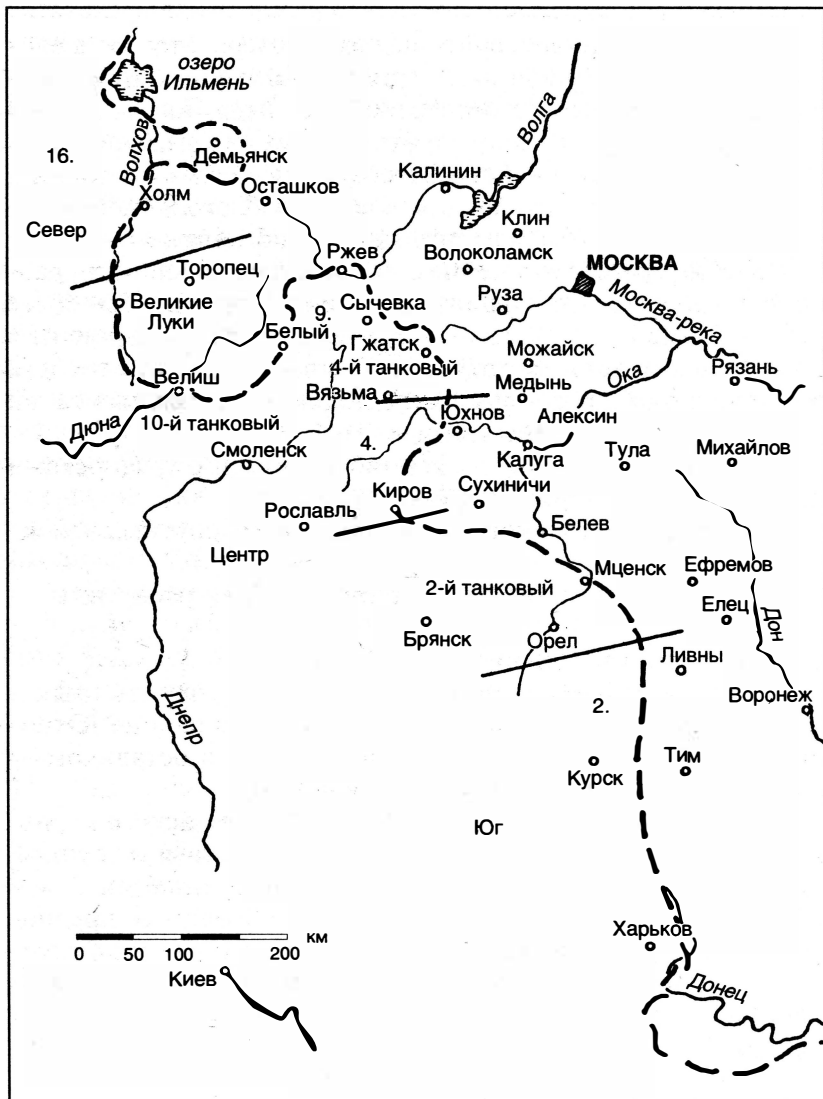 озеро
Ильмень
16.
Волхов
Демьянск
Волга
Осташков
Калинин
Холм
Клин
Север
Ржев
Волоколамск
МОСКВА
Торопец
Сычевка
Руза
Москва-река
9.
Великие
Луки
Белый
Гжатск
Можайск
4-й танковый
Ока
Рязань
Велиш
Вязьма
Медынь
10-й танковый
Юхнов
Алексин
Дюна
Смоленск
4.
Калуга
Тула
Михайлов
Киров
Сухиничи
Рославль
Белев
Центр
Мценск
Ефремов
2-й танковый
Елец
Дон
Брянск
Орел
Ливны
Днепр
2.
Воронеж
Курск
Тим
Юг
0 50 100 200 км
Харьков
Киев
Донец